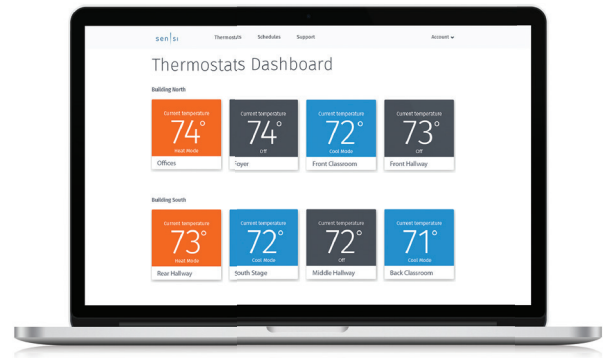 sensi Thermostats Schedules Support Account
Thermostats Dashboard
Building North
Current temperature Current temperature Current temperature Current temperature
74° 74° 72° 73°
Heat Mode Off Cool Mode Off
Offices Foyer Front Classroom Front Hallway
Building South
Current temperature Current temperature Current temperature Current temperature
73° 72° 72° 71°
Heat Mode Cool Mode Off Cool Mode
Rear Hallway South Stage Middle Hallway Back Classroom